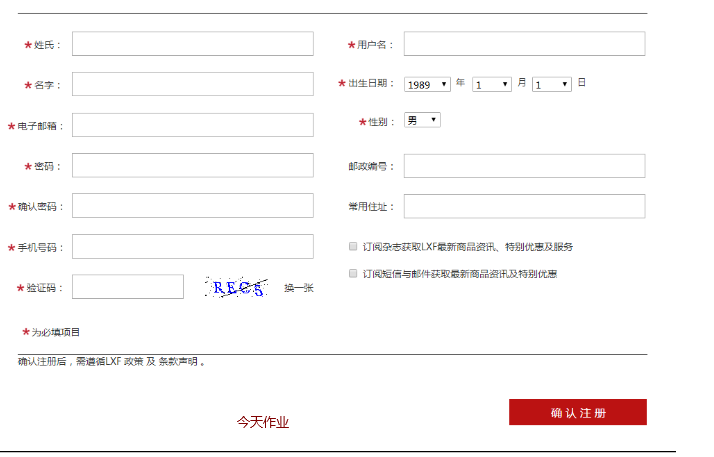 *姓氏： *用户名：
*名字： *出生日期： 1989 年 1 月 1 日
*电子邮箱： *性别： 男
*密码： 邮政编号：
*确认密码： 常用住址：
*手机号码： 订阅杂志获取LXF最新商品资讯、特别优惠及服务
*验证码： REG5 换一张 订阅短信与邮件获取最新商品资讯及特别优惠
*为必填项目
确认注册后，需遵循LXF 政策 及 条款声明 。
今天作业 确 认 注 册